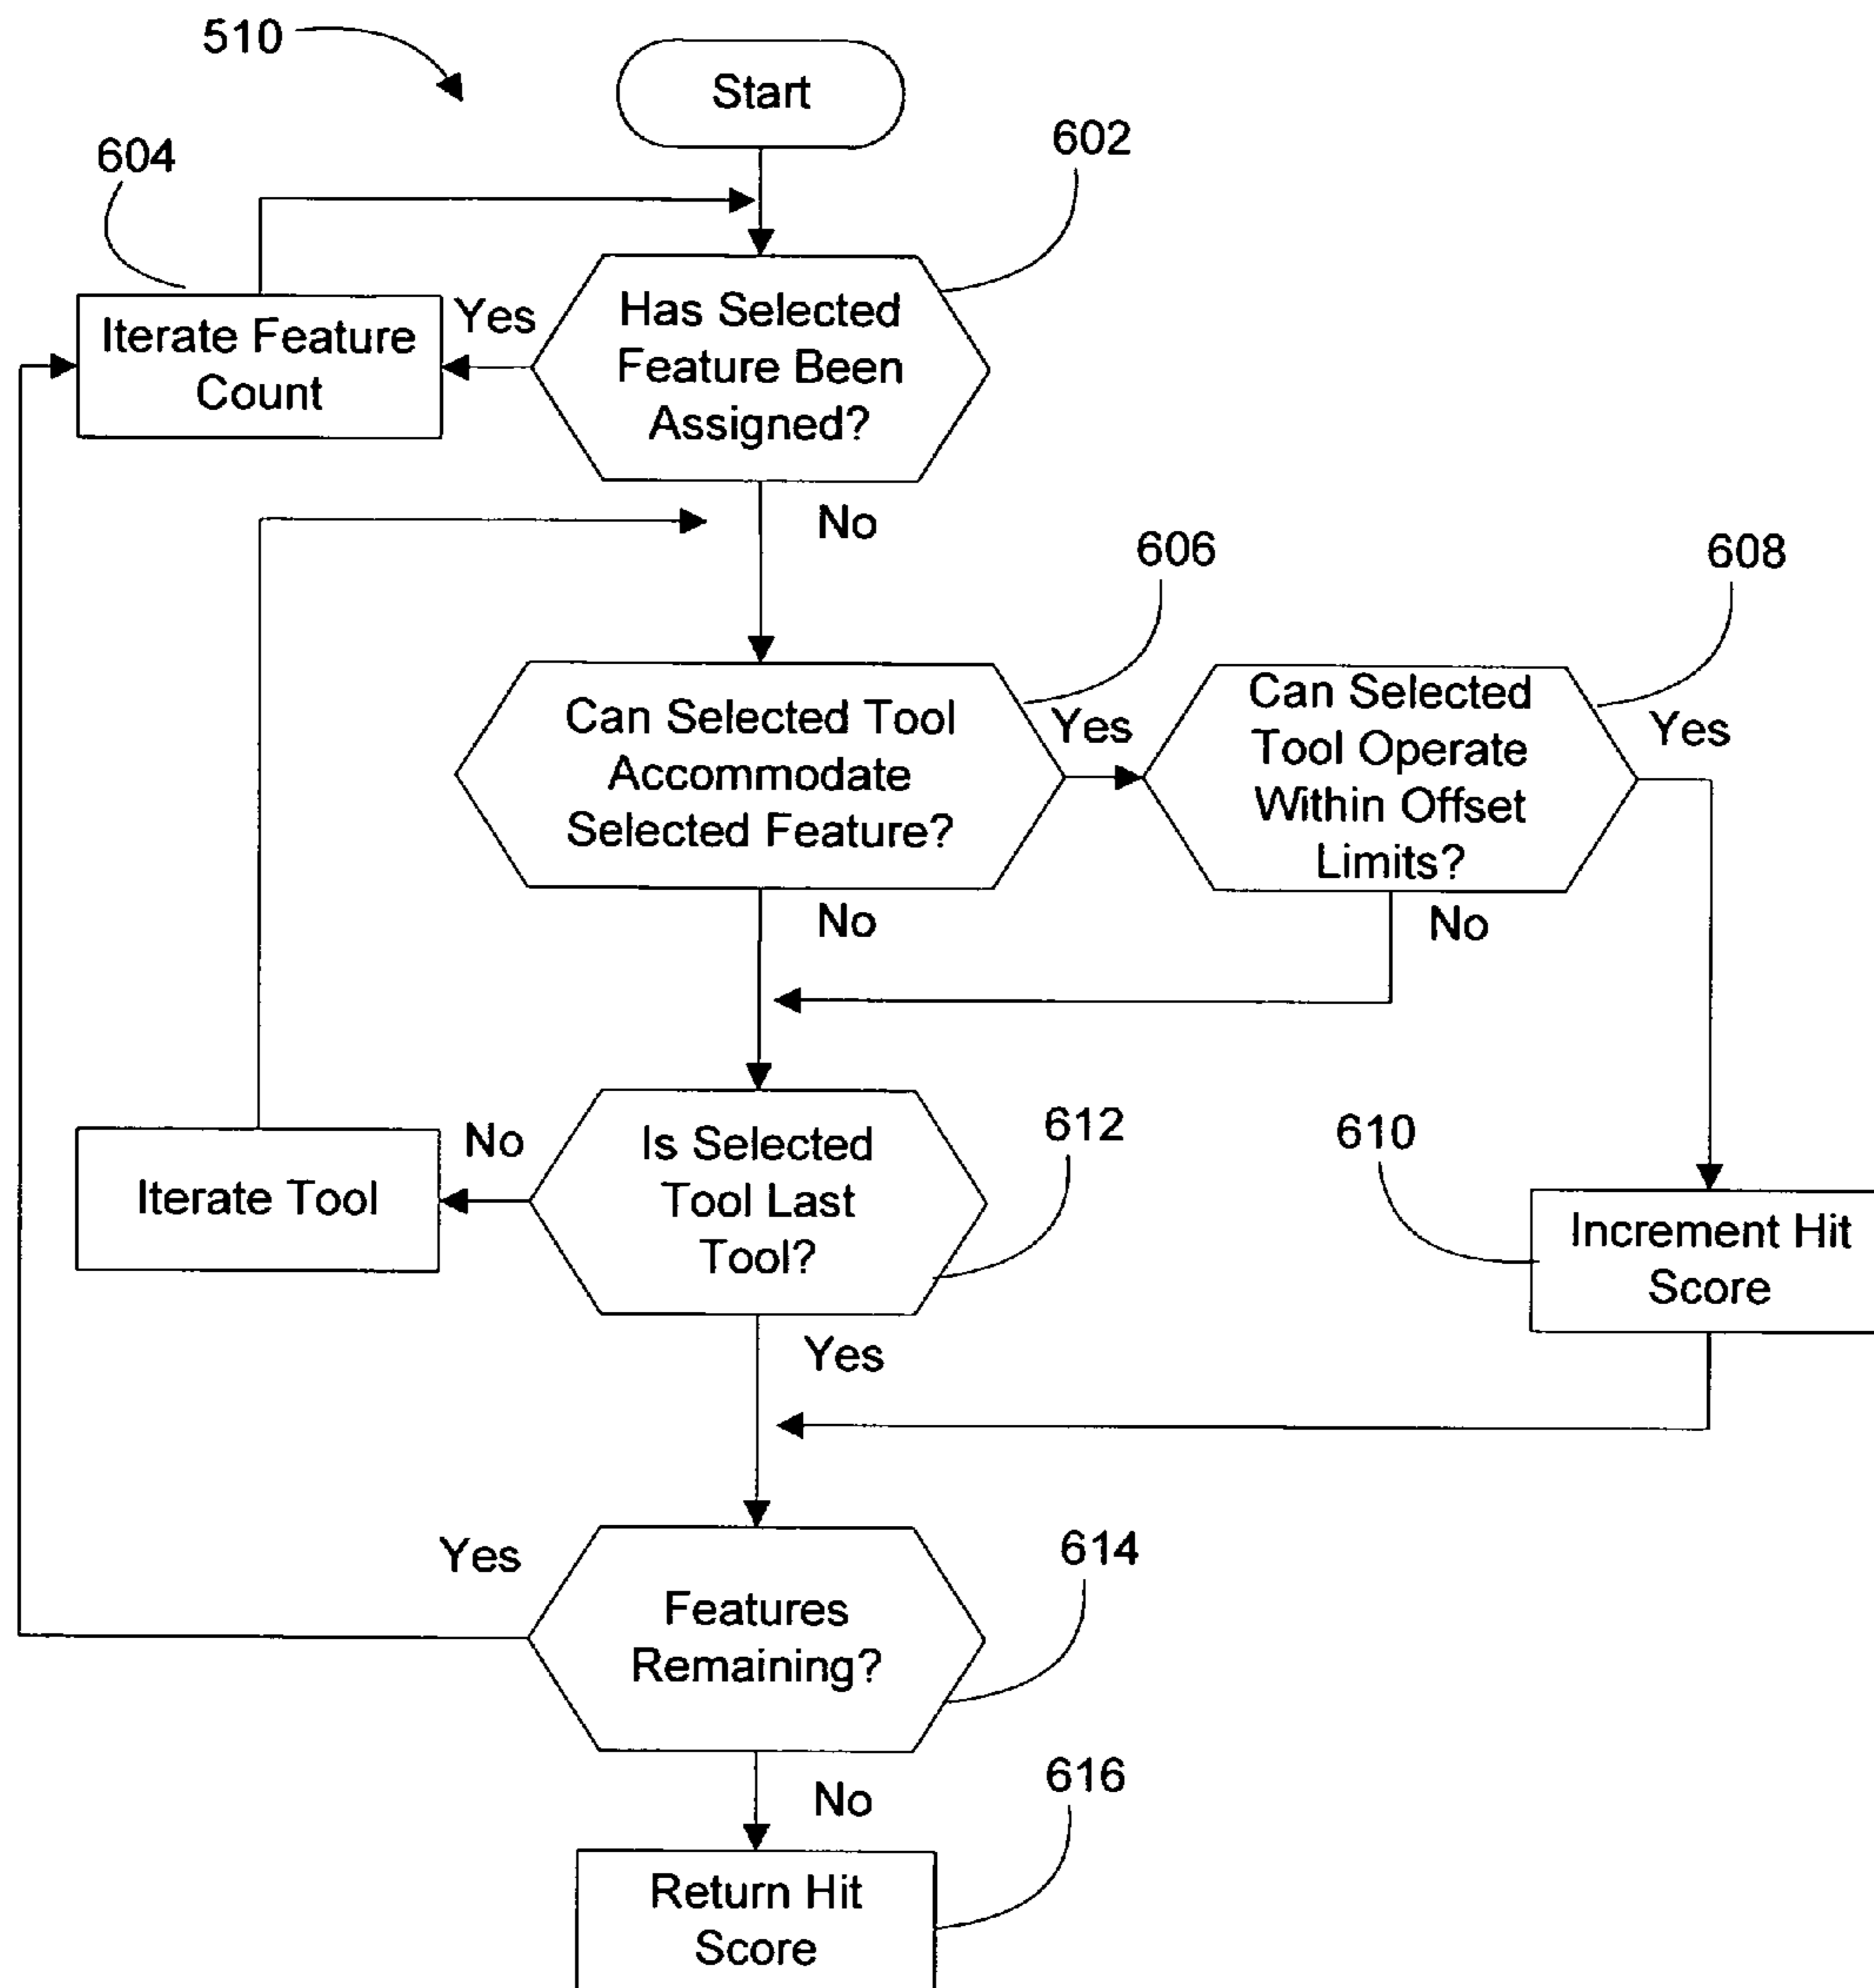 510
Start
602
604
Has Selected
Feature Been
Assigned?
Yes
Iterate Feature
Count
No
606
608
Can Selected Tool
Accommodate
Selected Feature?
Yes
Can Selected
Tool Operate
Within Offset
Limits?
Yes
No
No
612
610
Is Selected
Tool Last
Tool?
No
Iterate Tool
Increment Hit
Score
Yes
614
Yes
Features
Remaining?
616
No
Return Hit
Score